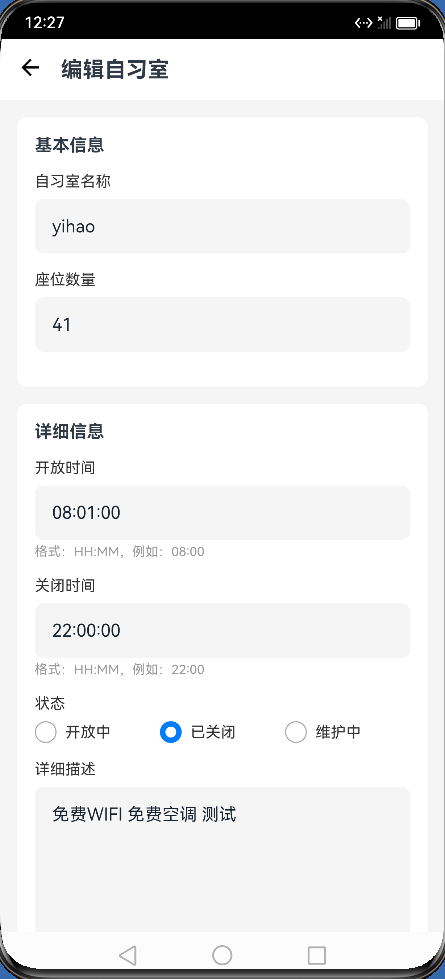 12:27
编辑自习室
基本信息
自习室名称
yihao
座位数量
41
详细信息
开放时间
08:01:00
格式：HH:MM，例如：08:00
关闭时间
22:00:00
格式：HH:MM，例如：22:00
状态
开放中 已关闭 维护中
详细描述
免费WIFI 免费空调 测试